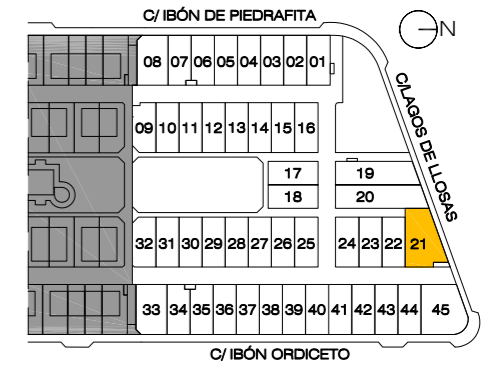 C/ IBÓN DE PIEDRAFITA
N
08 07 06 05 04 03 02 01
C/LAGOS DE LLOSAS
09 10 11 12 13 14 15 16
17 19
18 20
32 31 30 29 28 27 26 25 24 23 22 21
33 34 35 36 37 38 39 40 41 42 43 44 45
C/ IBÓN ORDICETO